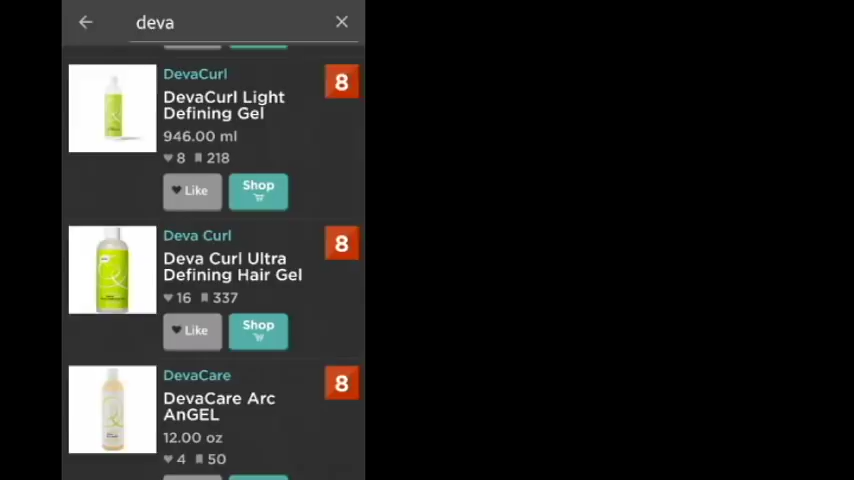 deva
DevaCurl
8
DevaCurl Light
Defining Gel
946.00 ml
8 218
Like
Shop
Deva Curl
8
Deva Curl Ultra
Defining Hair Gel
16 337
Like
Shop
DevaCare
8
DevaCare Arc
AnGEL
12.00 oz
4 50